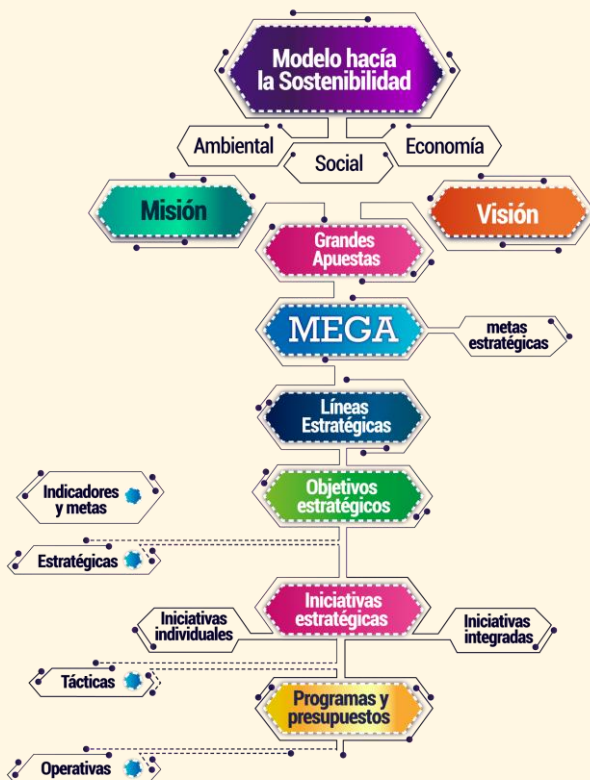 Modelo hacía
la Sostenibilidad
Ambiental
Social
Economía
Misión
Visión
Grandes
Apuestas
MEGA
metas
estratégicas
Líneas
Estratégicas
Objetivos
estratégicos
Indicadores
y metas
Estratégicas
Iniciativas
estratégicas
Iniciativas
individuales
Iniciativas
integradas
Tácticas
Programas y
presupuestos
Operativas